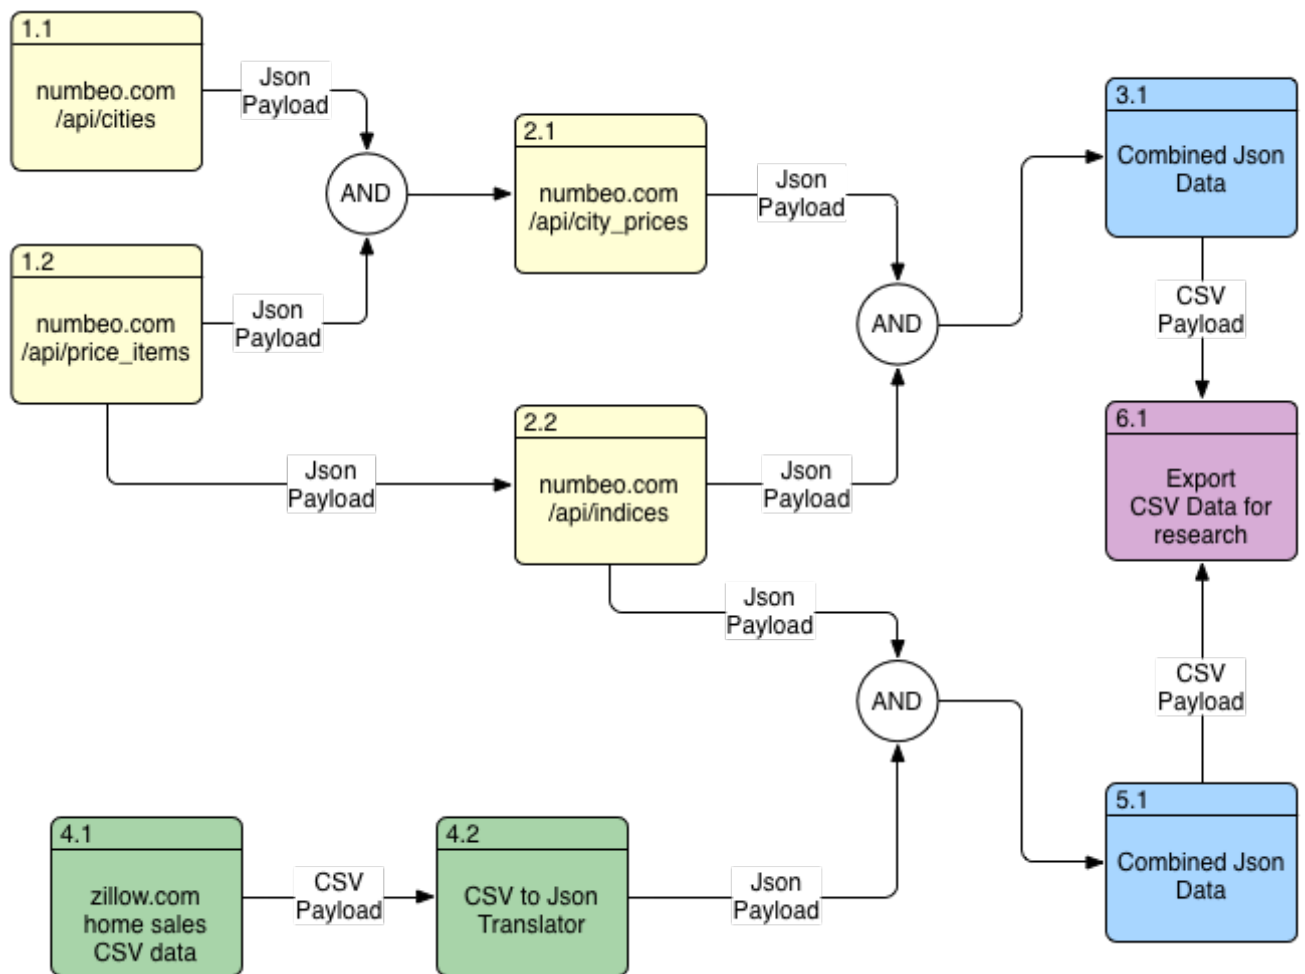 1.1
numbeo.com
/api/cities
Json
Payload
AND
1.2
numbeo.com
/api/price_items
Json
Payload
Json
Payload
2.1
numbeo.com
/api/city_prices
Json
Payload
AND
2.2
numbeo.com
/api/indices
Json
Payload
Json
Payload
3.1
Combined Json
Data
CSV
Payload
6.1
Export
CSV Data for
research
AND
CSV
Payload
4.1
zillow.com
home sales
CSV data
CSV
Payload
4.2
CSV to Json
Translator
Json
Payload
5.1
Combined Json
Data